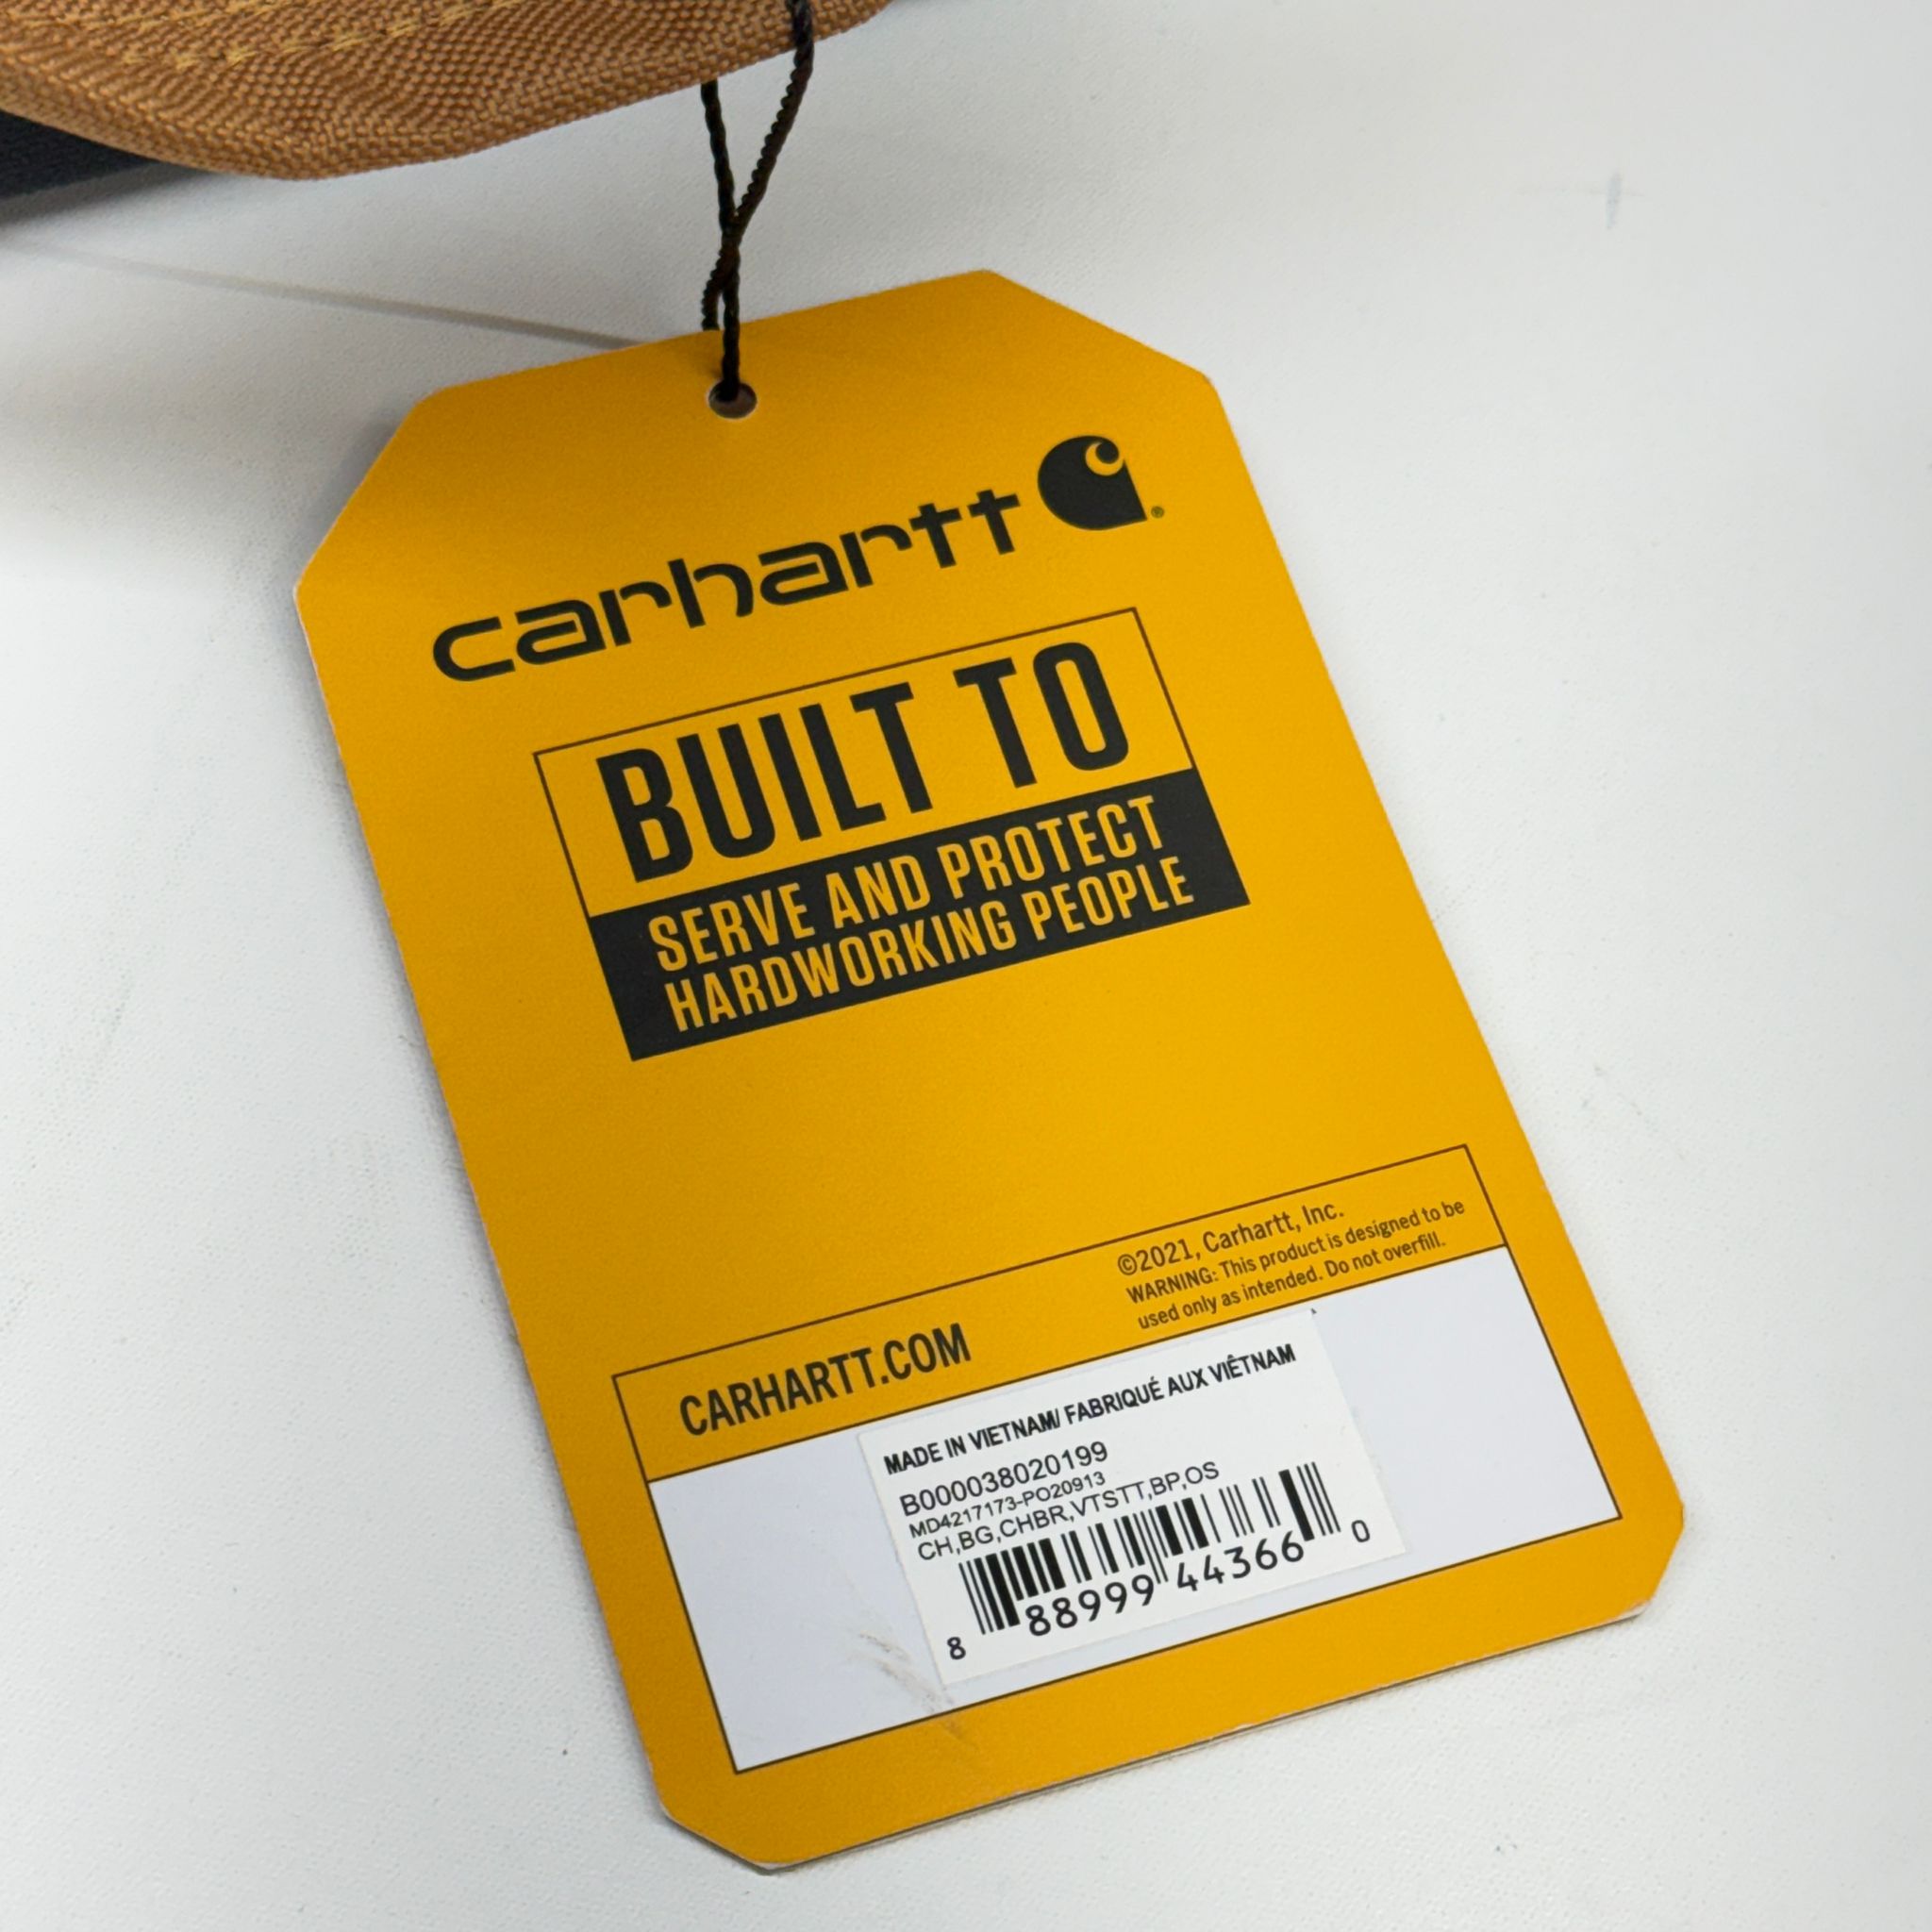 carhartt
BUILT TO
SERVE AND PROTECT
HARDWORKING PEOPLE
©2021, Carhartt, Inc.
WARNING: This product is designed to be
used only as intended. Do not overfill.
CARHARTT.COM
MADE IN VIETNAM/ FABRIQUÉ AUX VIÊTNAM
B000038020199
MD4217173-PO20913
CH,BG,CHBR,VTSTT,BP,OS
8 88999 44366 0